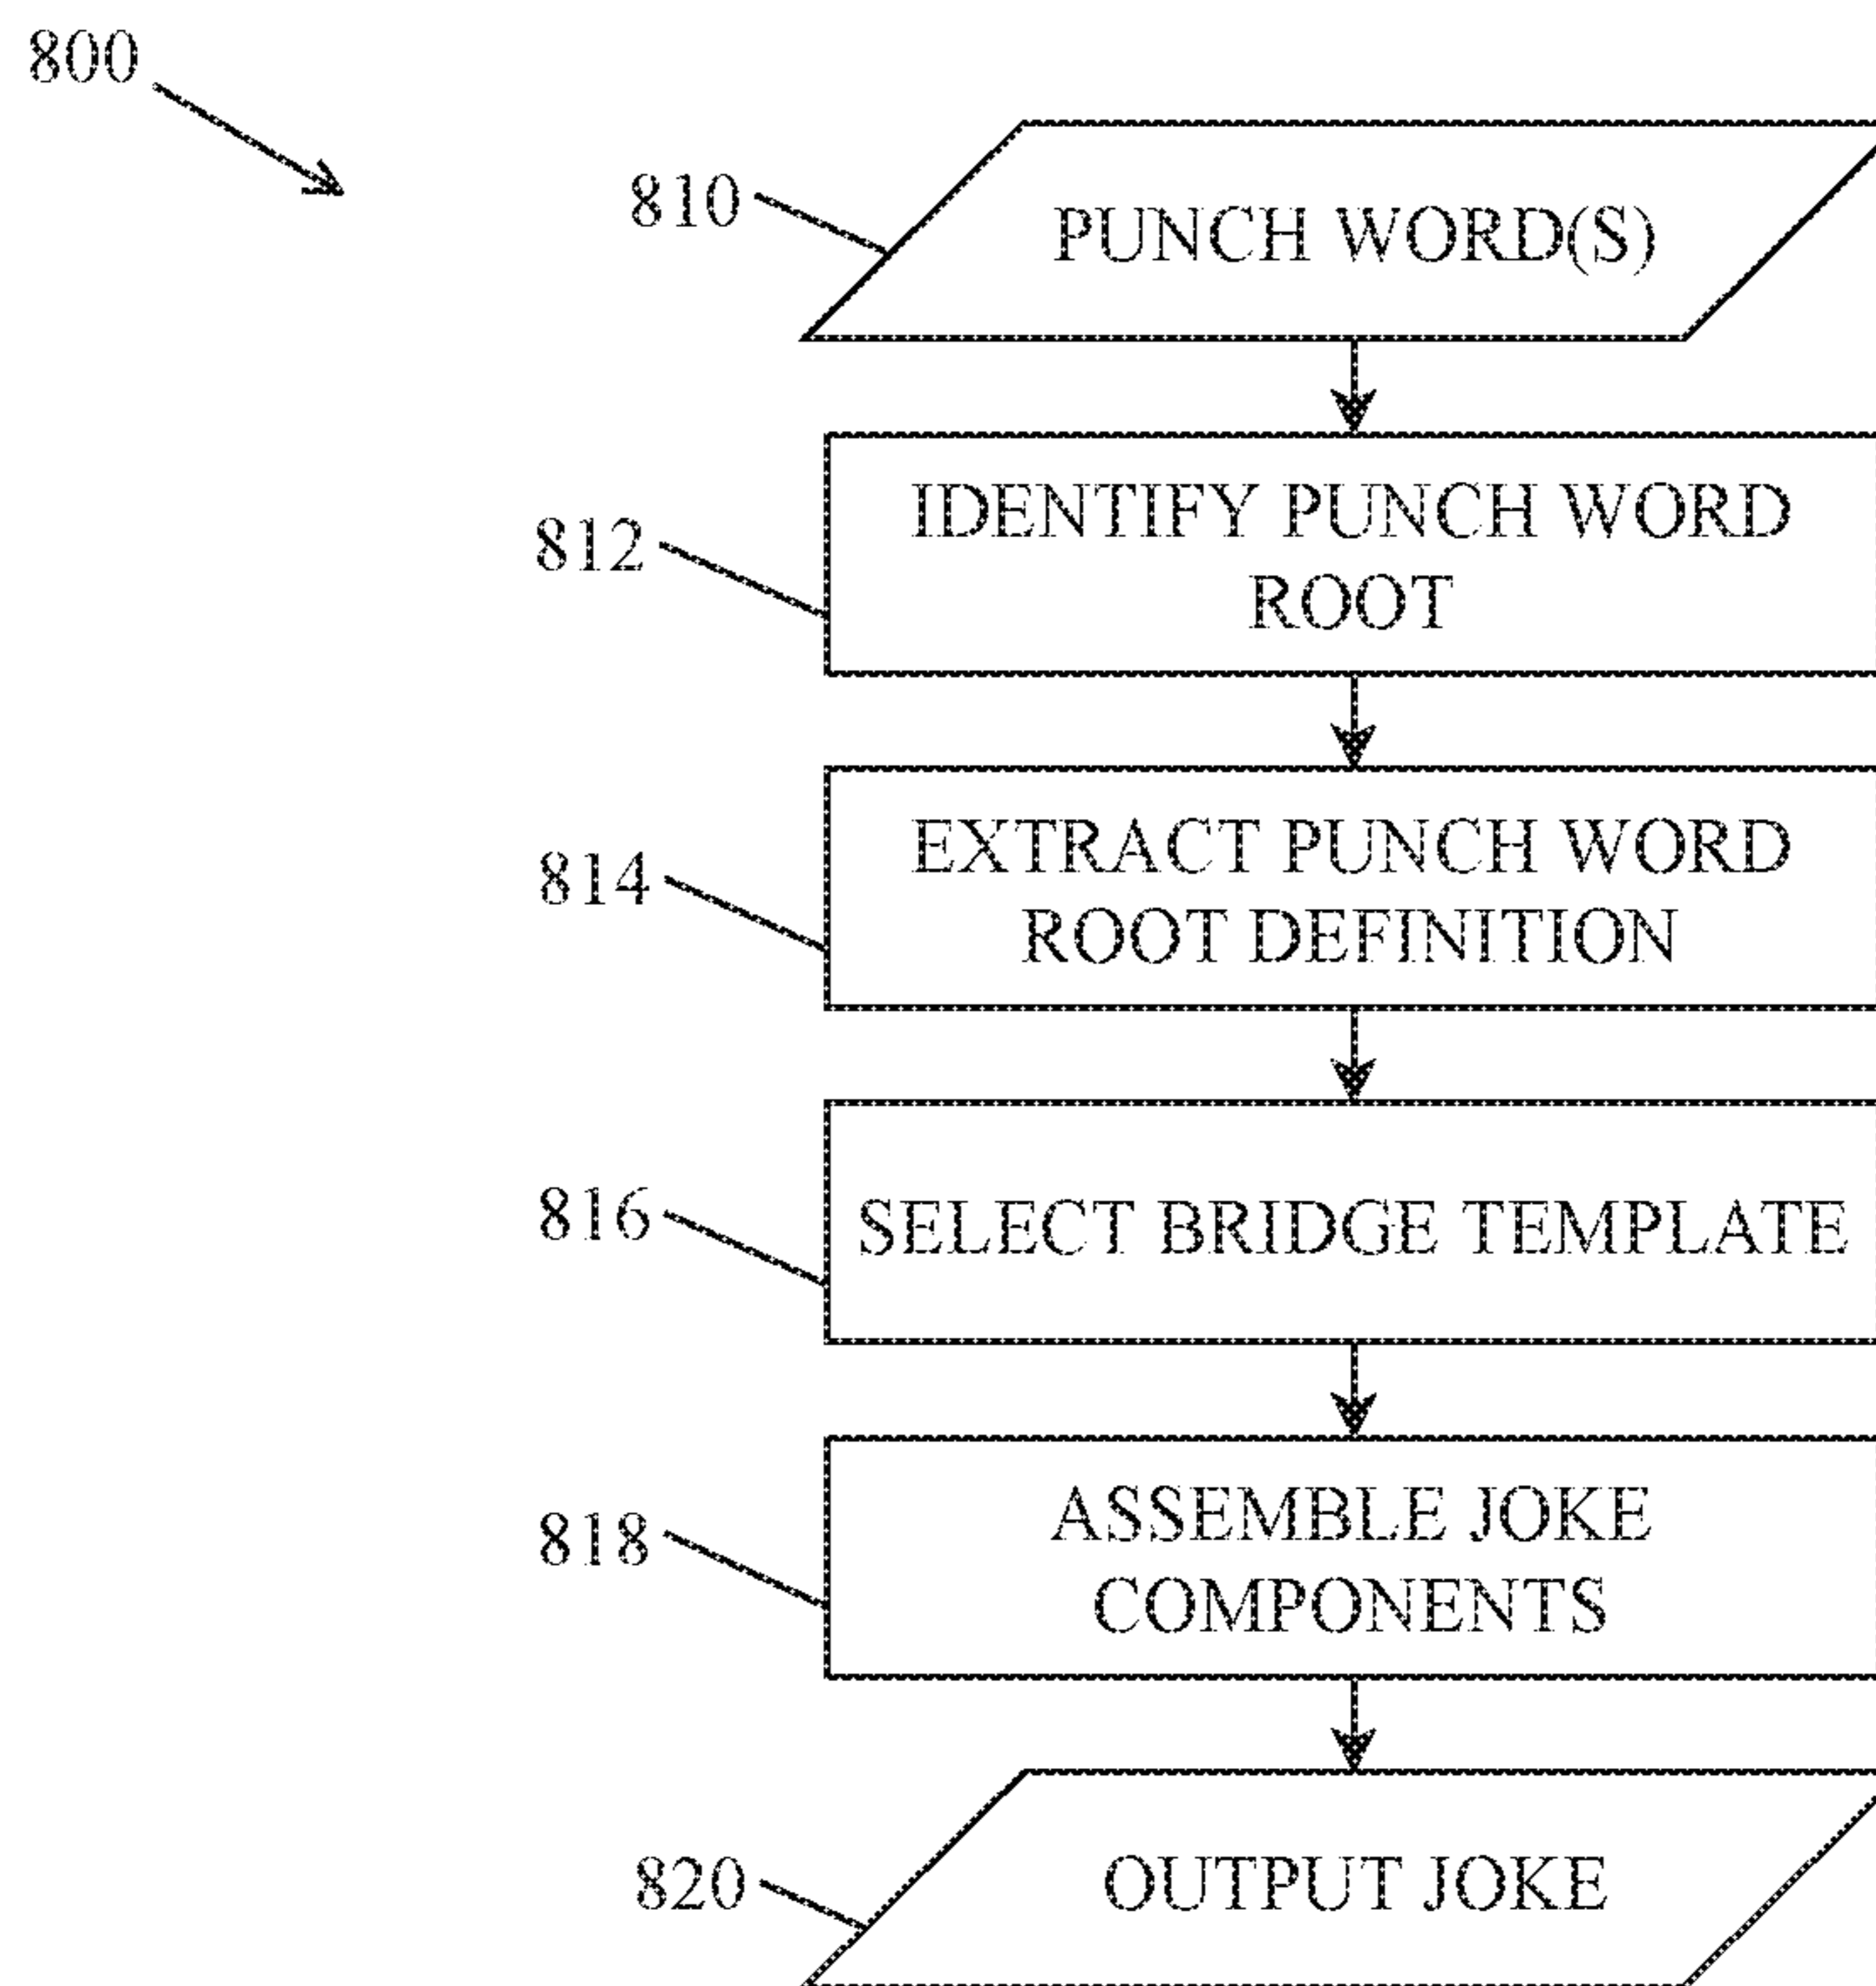 800
810
PUNCH WORD(S)
812
IDENTIFY PUNCH WORD
ROOT
814
EXTRACT PUNCH WORD
ROOT DEFINITION
816
SELECT BRIDGE TEMPLATE
818
ASSEMBLE JOKE
COMPONENTS
820
OUTPUT JOKE